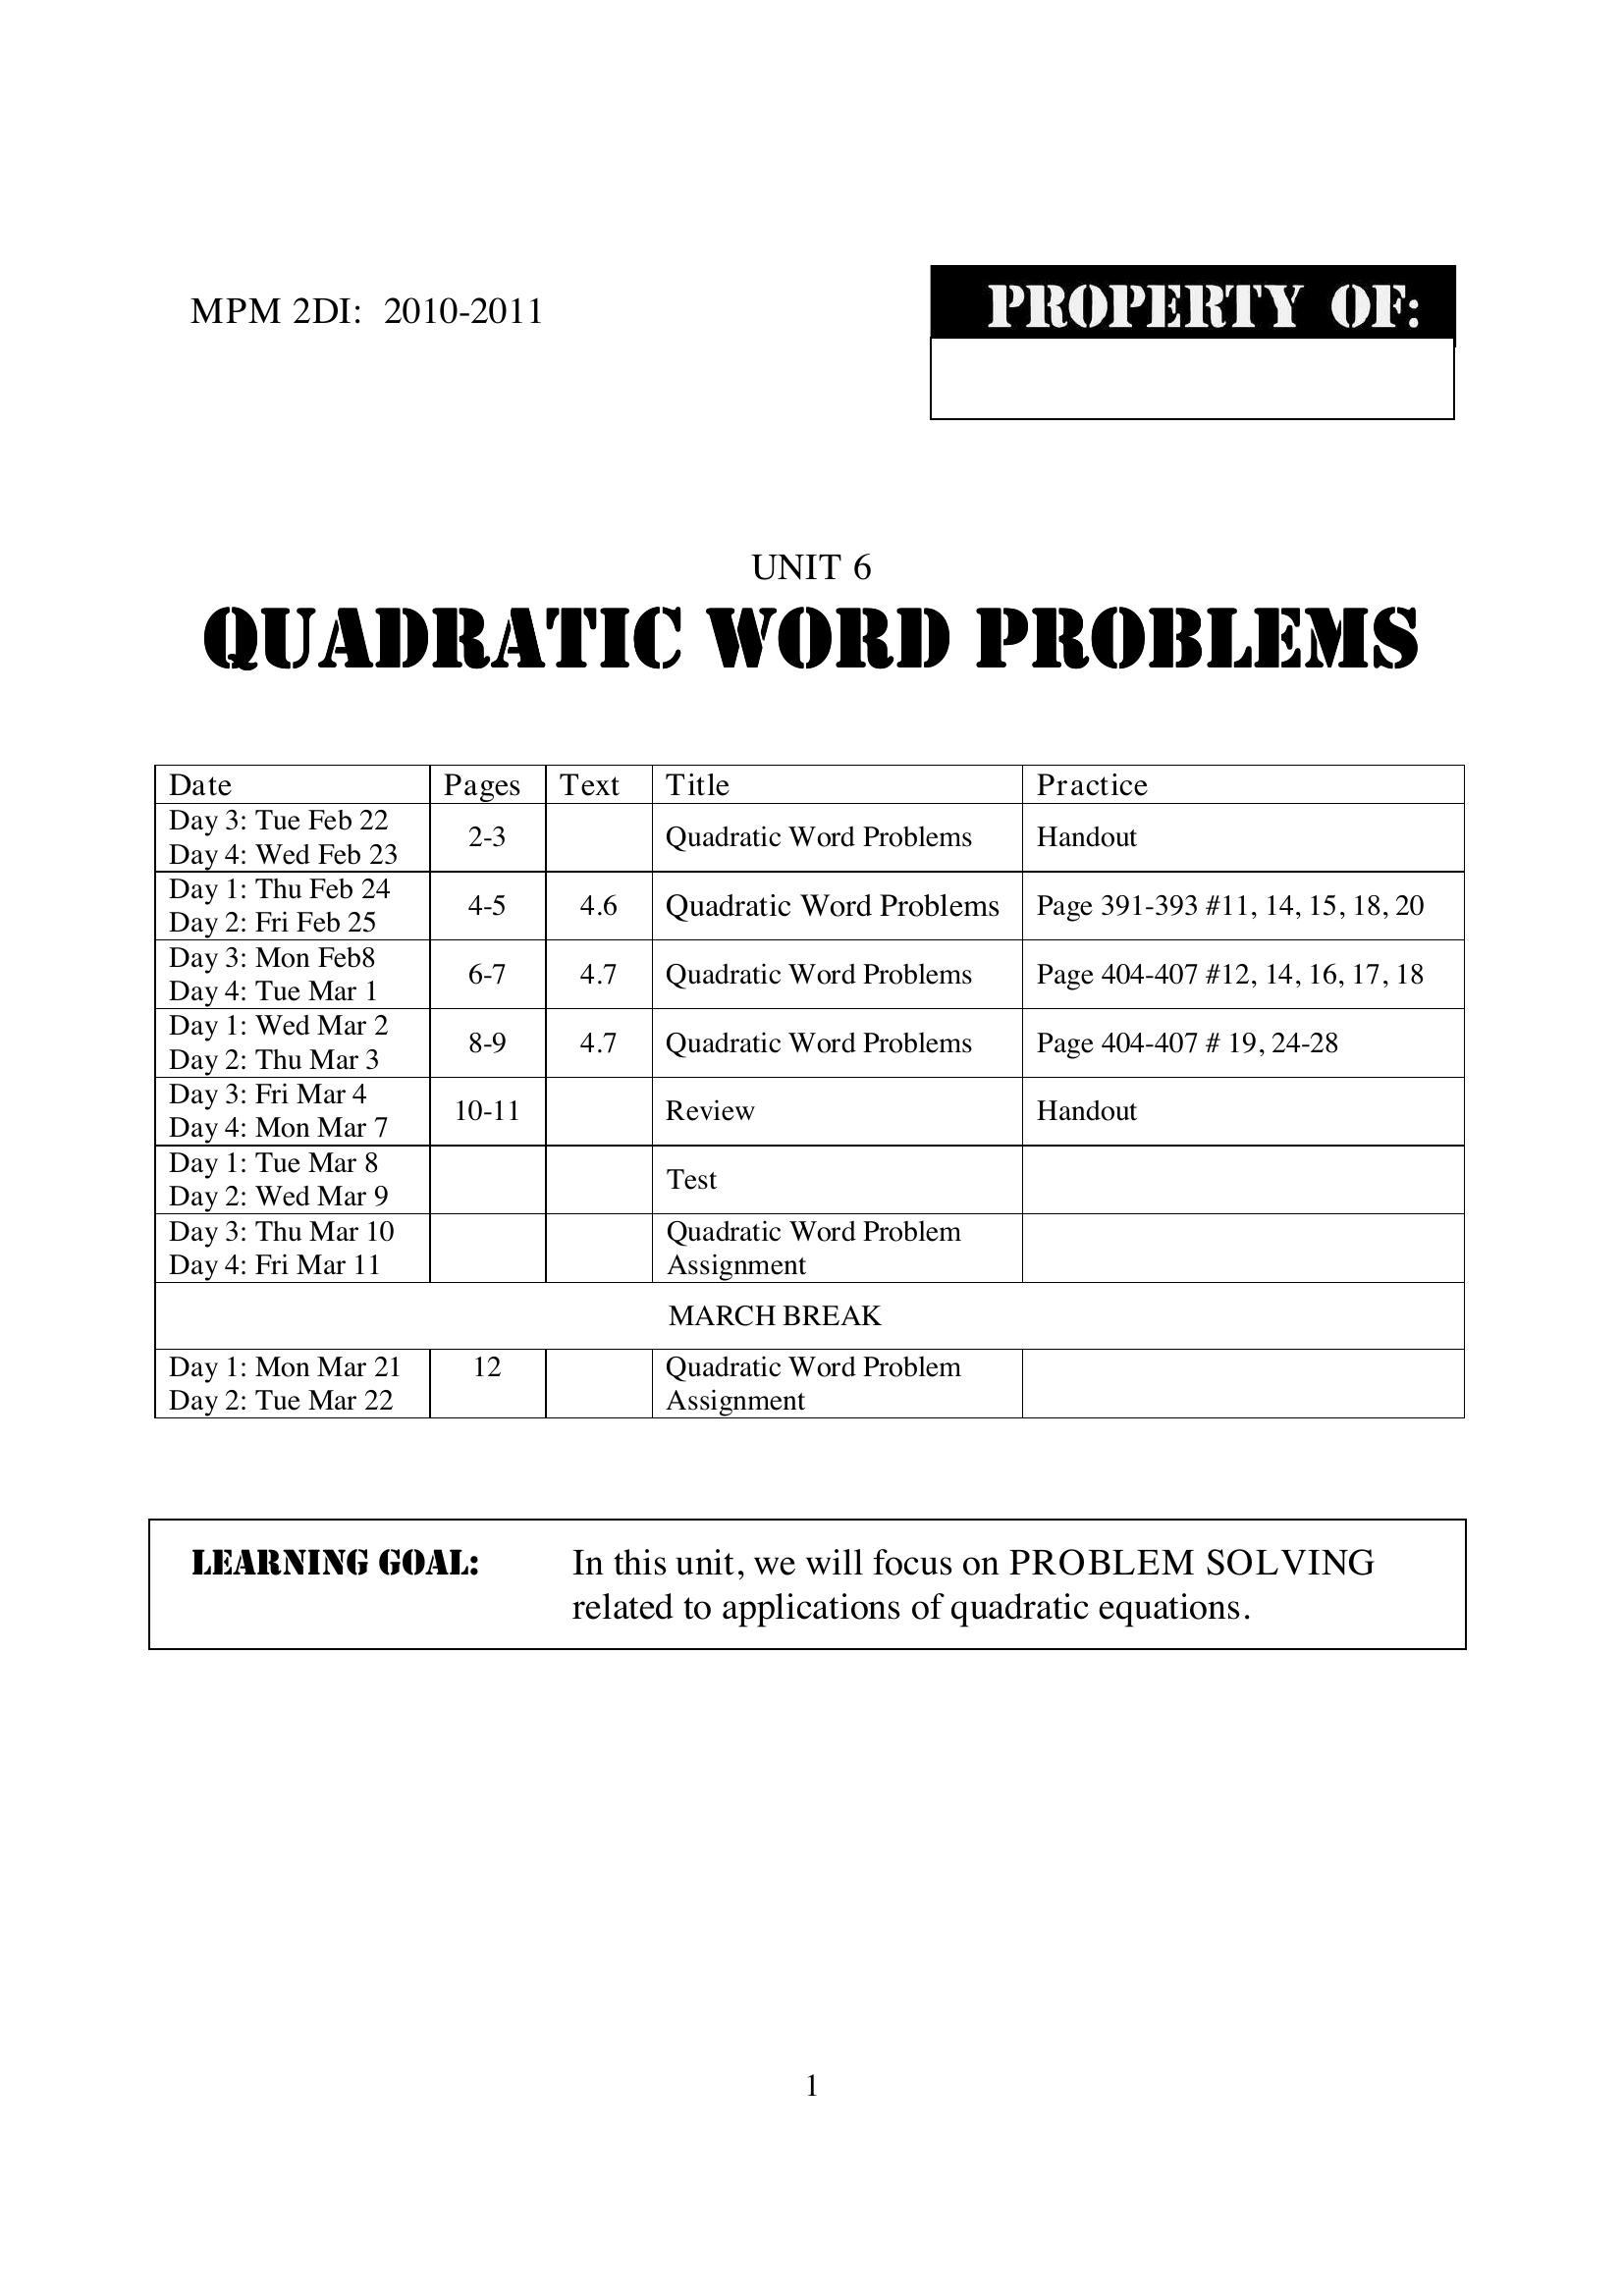 MPM 2DI: 2010-2011
PROPERTY OF:
UNIT 6
QUADRATIC WORD PROBLEMS
Date Pages Text Title Practice
Day 3: Tue Feb 22
Day 4: Wed Feb 23
2-3 Quadratic Word Problems Handout
Day 1: Thu Feb 24
Day 2: Fri Feb 25
4-5 4.6 Quadratic Word Problems Page 391-393 #11, 14, 15, 18, 20
Day 3: Mon Feb8
Day 4: Tue Mar 1
6-7 4.7 Quadratic Word Problems Page 404-407 #12, 14, 16, 17, 18
Day 1: Wed Mar 2
Day 2: Thu Mar 3
8-9 4.7 Quadratic Word Problems Page 404-407 # 19, 24-28
Day 3: Fri Mar 4
Day 4: Mon Mar 7
10-11 Review Handout
Day 1: Tue Mar 8
Day 2: Wed Mar 9
Test
Day 3: Thu Mar 10
Day 4: Fri Mar 11
Quadratic Word Problem
Assignment
MARCH BREAK
Day 1: Mon Mar 21
Day 2: Tue Mar 22
12
Quadratic Word Problem
Assignment
LEARNING GOAL: In this unit, we will focus on PROBLEM SOLVING
related to applications of quadratic equations.
1